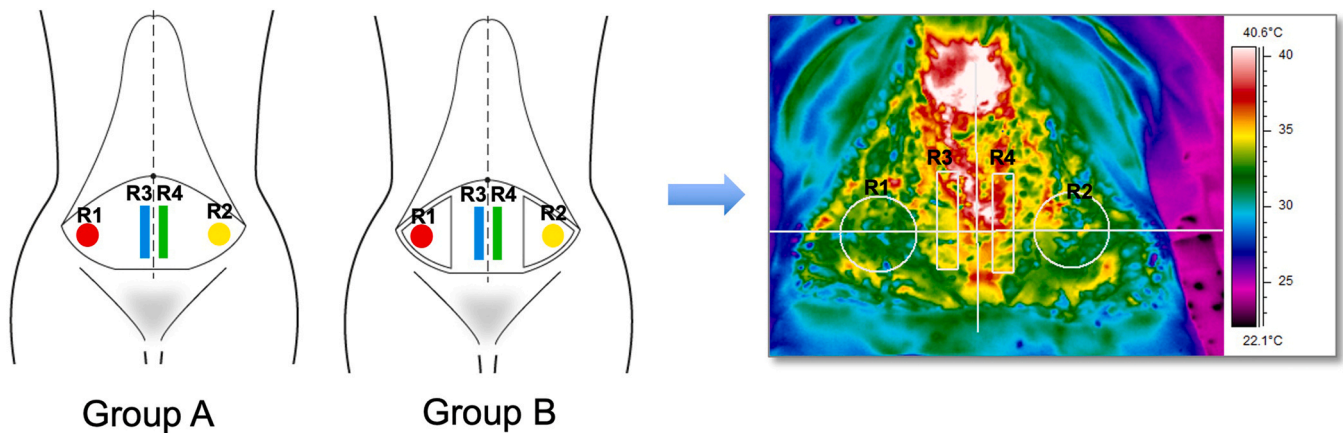 R3 R4
R1
R2
Group A
R3 R4
R1
R2
Group B
R3
R4
R1
R2
40.6°C
40
35
30
25
22.1°C